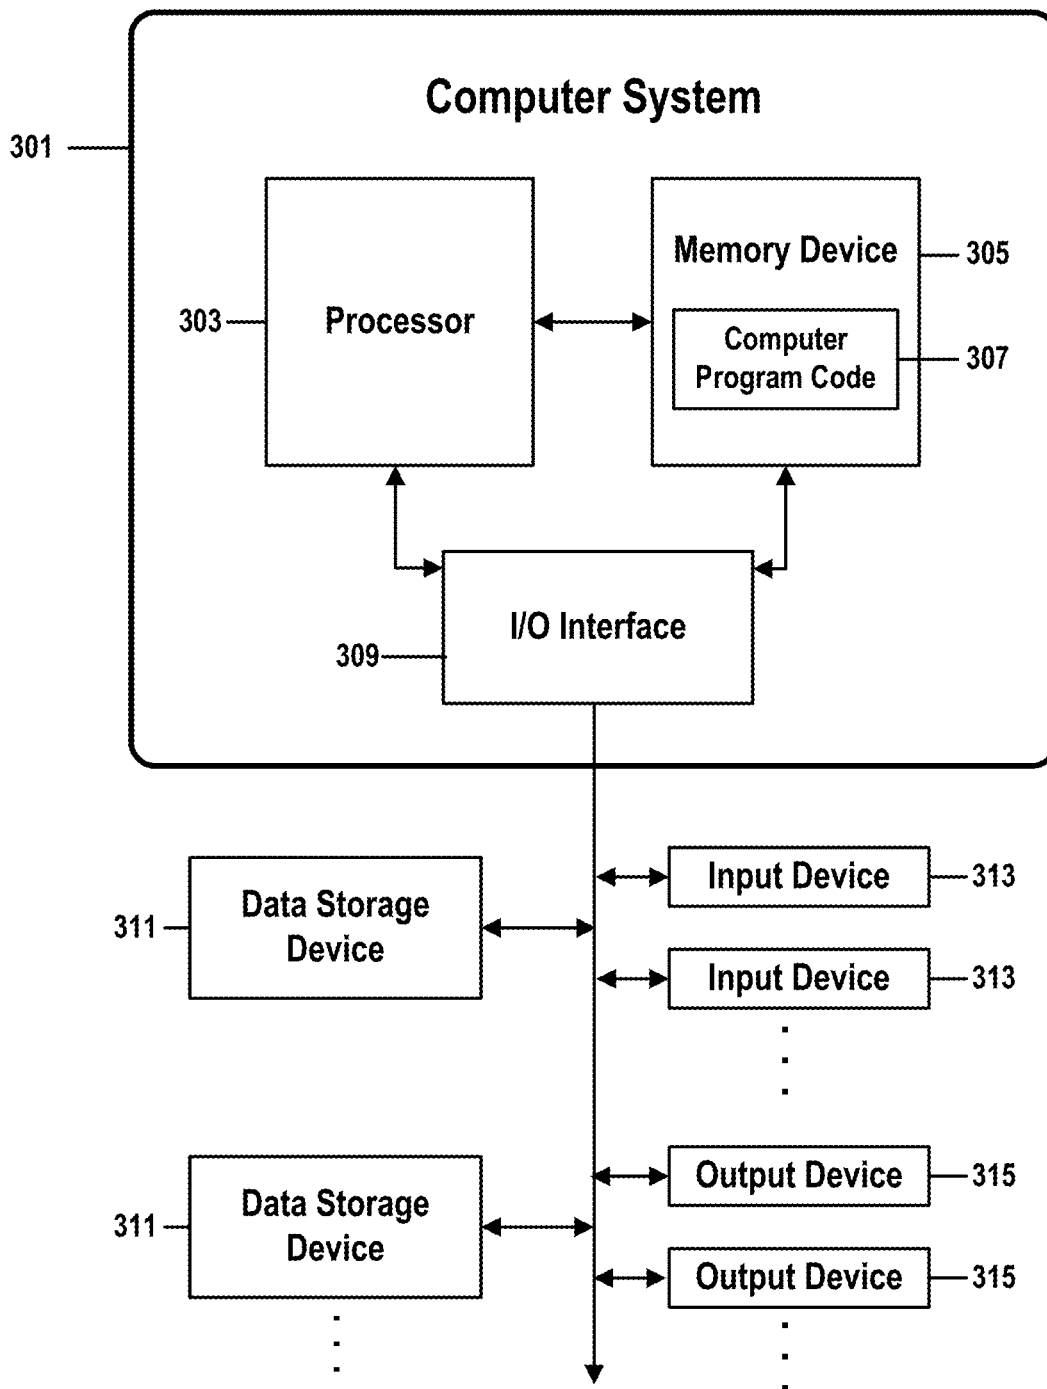 Computer System
301
Memory Device
305
303
Processor
Computer
Program Code
307
I/O Interface
309
Input Device
313
Data Storage
Device
311
Input Device
313
Output Device
315
Data Storage
Device
311
Output Device
315